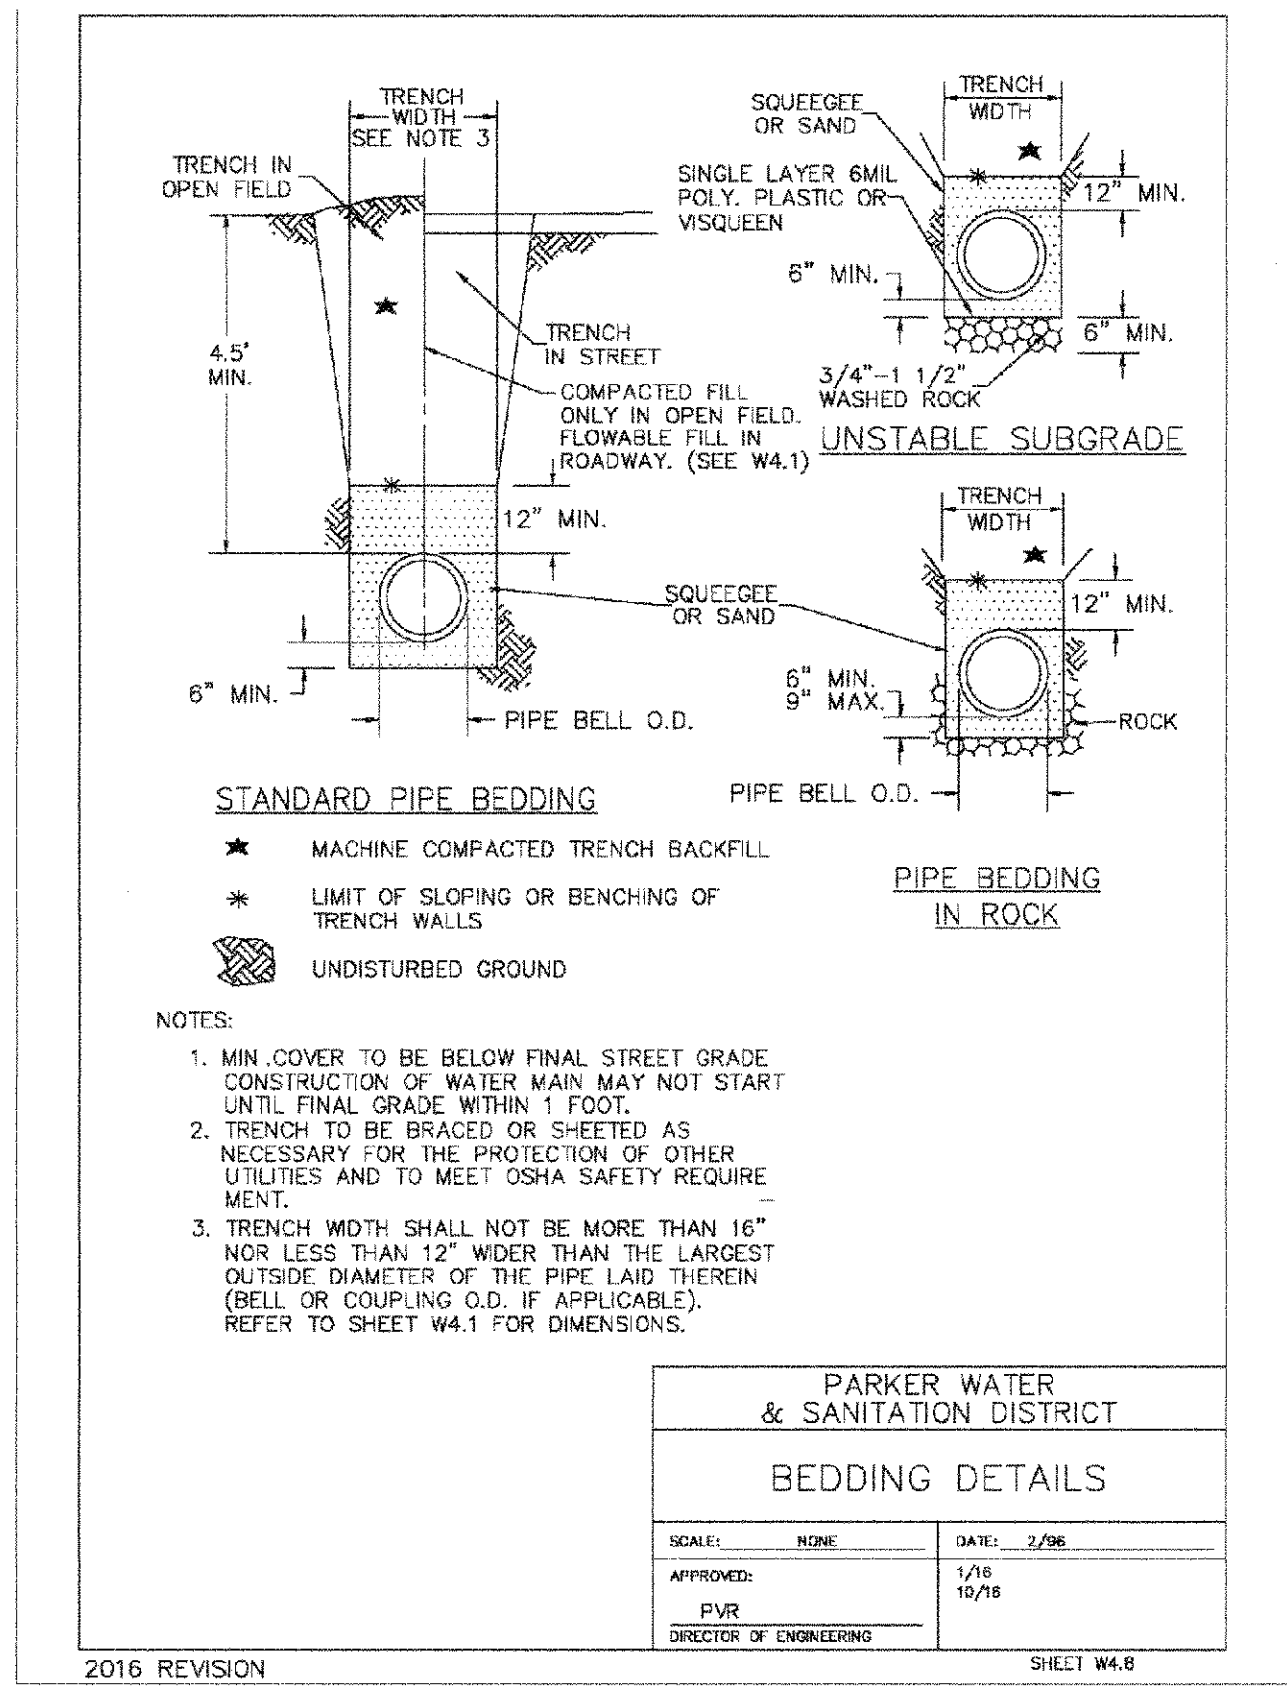 TRENCH
WIDTH
SEE NOTE 3
TRENCH IN
OPEN FIELD
4.5'
MIN.
TRENCH
IN STREET
COMPACTED FILL
ONLY IN OPEN FIELD.
FLOWABLE FILL IN
ROADWAY. (SEE W4.1)
12" MIN.
SQUEEGEE
OR SAND
6" MIN.
PIPE BELL O.D.
STANDARD PIPE BEDDING
TRENCH
WIDTH
SQUEEGEE
OR SAND
SINGLE LAYER 6MIL
POLY. PLASTIC OR
VISQUEEN
12" MIN.
6" MIN.
6" MIN.
3/4"-1 1/2"
WASHED ROCK
UNSTABLE SUBGRADE
TRENCH
WIDTH
12" MIN.
6" MIN.
9" MAX.
ROCK
PIPE BELL O.D.
PIPE BEDDING
IN ROCK
MACHINE COMPACTED TRENCH BACKFILL
LIMIT OF SLOPING OR BENCHING OF
TRENCH WALLS
UNDISTURBED GROUND
NOTES:
1. MIN .COVER TO BE BELOW FINAL STREET GRADE
CONSTRUCTION OF WATER MAIN MAY NOT START
UNTIL FINAL GRADE WITHIN 1 FOOT.
2. TRENCH TO BE BRACED OR SHEETED AS
NECESSARY FOR THE PROTECTION OF OTHER
UTILITIES AND TO MEET OSHA SAFETY REQUIRE
MENT.
3. TRENCH WIDTH SHALL NOT BE MORE THAN 16"
NOR LESS THAN 12" WIDER THAN THE LARGEST
OUTSIDE DIAMETER OF THE PIPE LAID THEREIN
(BELL OR COUPLING O.D. IF APPLICABLE).
REFER TO SHEET W4.1 FOR DIMENSIONS.
PARKER WATER
& SANITATION DISTRICT
BEDDING DETAILS
SCALE: NONE
DATE: 2/96
APPROVED:
1/16
10/16
PVR
DIRECTOR OF ENGINEERING
2016 REVISION
SHEET W4.8